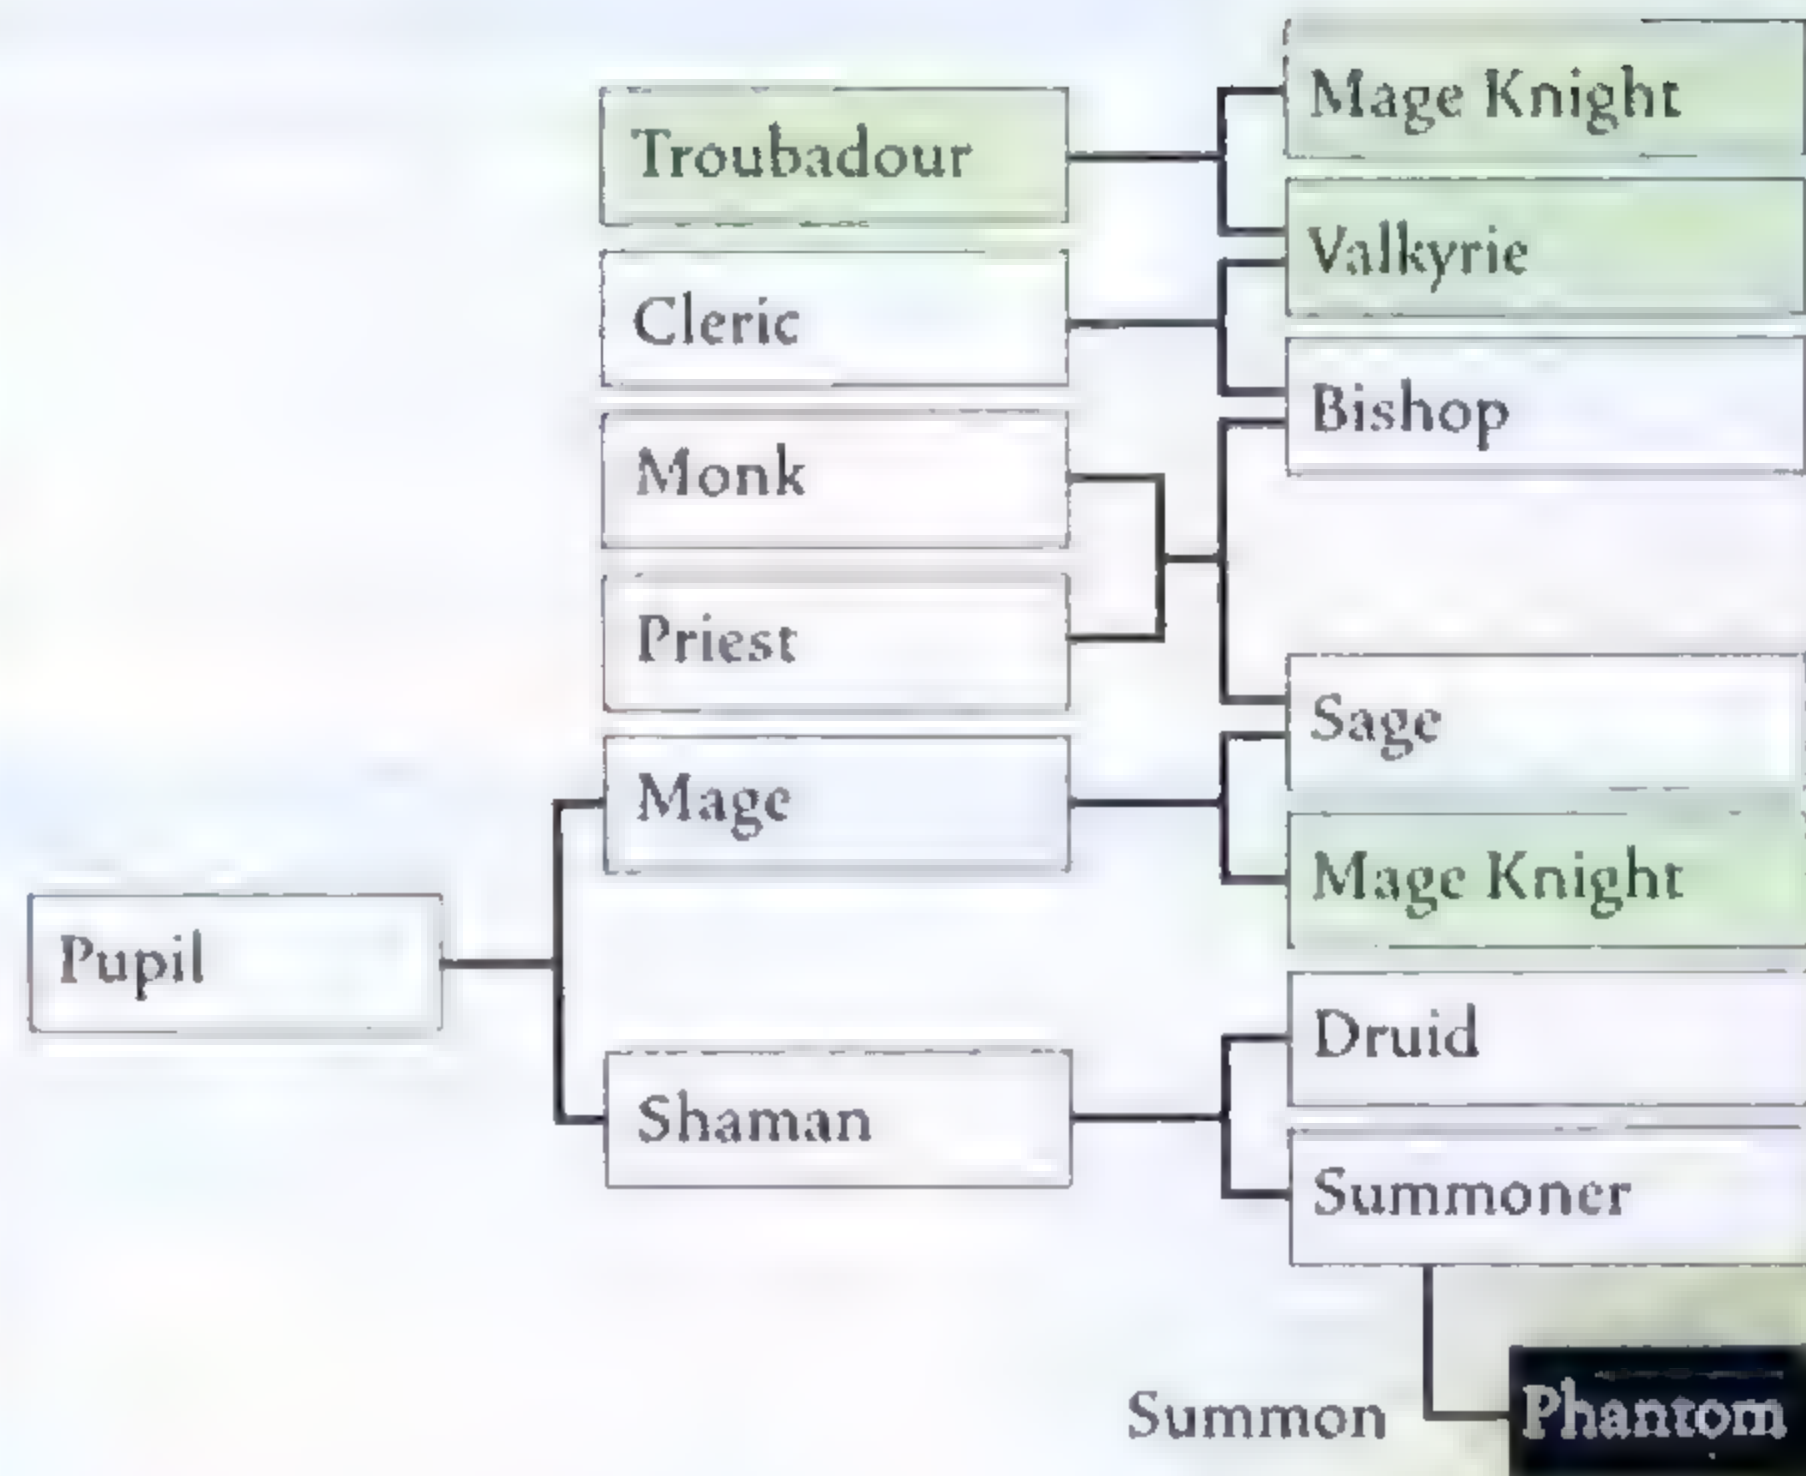 Mage Knight
Troubadour
Valkyrie
Cleric
Bishop
Monk
Priest
Sage
Mage
Mage Knight
Pupil
Druid
Shaman
Summoner
Summon
Phantom